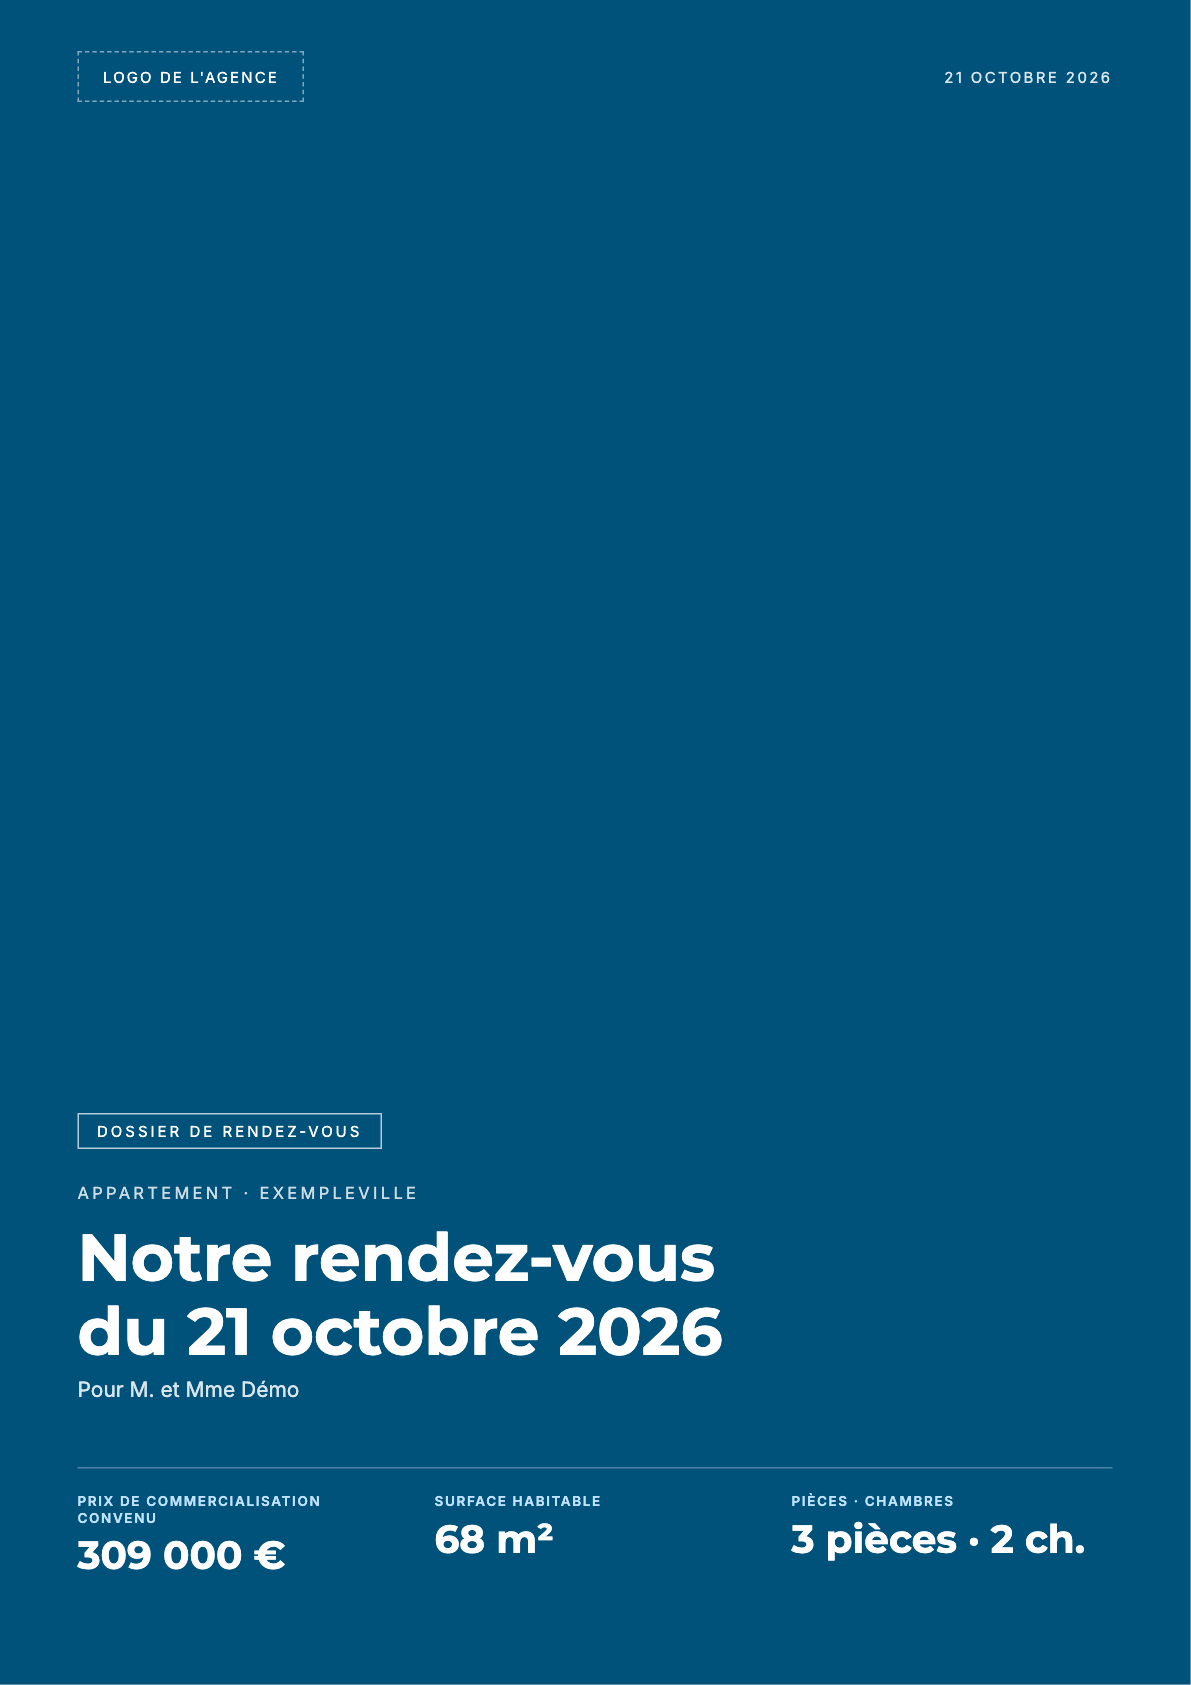 LOGO DE L'AGENCE
21 OCTOBRE 2026
DOSSIER DE RENDEZ-VOUS
APPARTEMENT · EXEMPLEVILLE
Notre rendez-vous
du 21 octobre 2026
Pour M. et Mme Démo
PRIX DE COMMERCIALISATION
CONVENU
309 000 €
SURFACE HABITABLE
68 m²
PIÈCES · CHAMBRES
3 pièces · 2 ch.